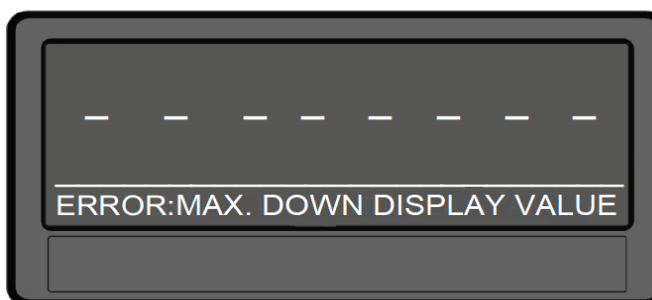 – – – – – – – –
ERROR:MAX. DOWN DISPLAY VALUE